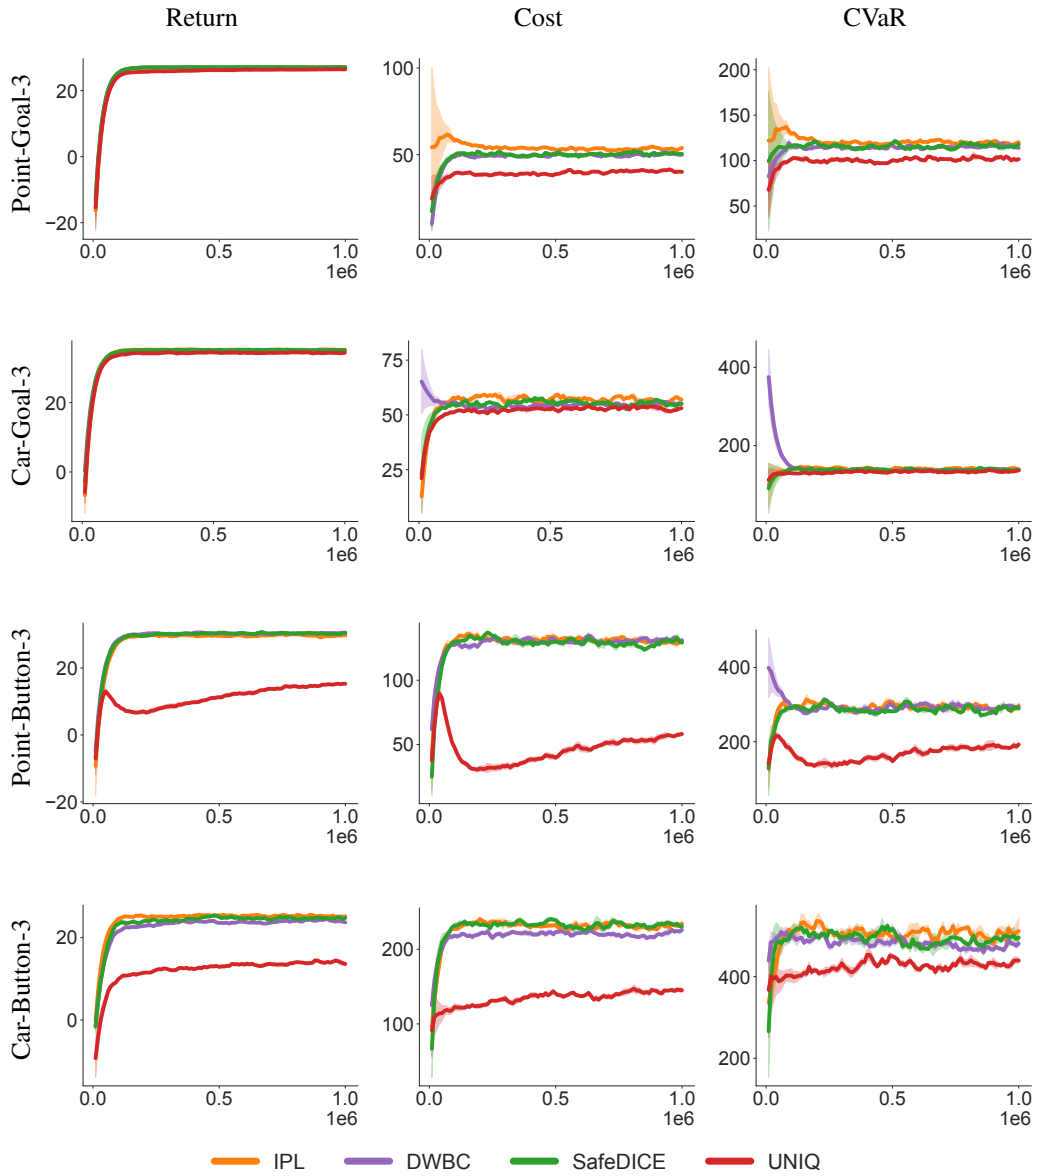 Return Cost CVaR
Point-Goal-3
20
0
−20
0.0 0.5 1.0
1e6
100
50
0.0 0.5 1.0
1e6
200
150
100
50
0.0 0.5 1.0
1e6
Car-Goal-3
20
0
0.0 0.5 1.0
1e6
75
50
25
0.0 0.5 1.0
1e6
400
200
0.0 0.5 1.0
1e6
Point-Button-3
20
0
−20
0.0 0.5 1.0
1e6
100
50
0.0 0.5 1.0
1e6
400
200
0.0 0.5 1.0
1e6
Car-Button-3
20
0
0.0 0.5 1.0
1e6
200
100
0.0 0.5 1.0
1e6
400
200
0.0 0.5 1.0
1e6
IPL DWBC SafeDICE UNIQ